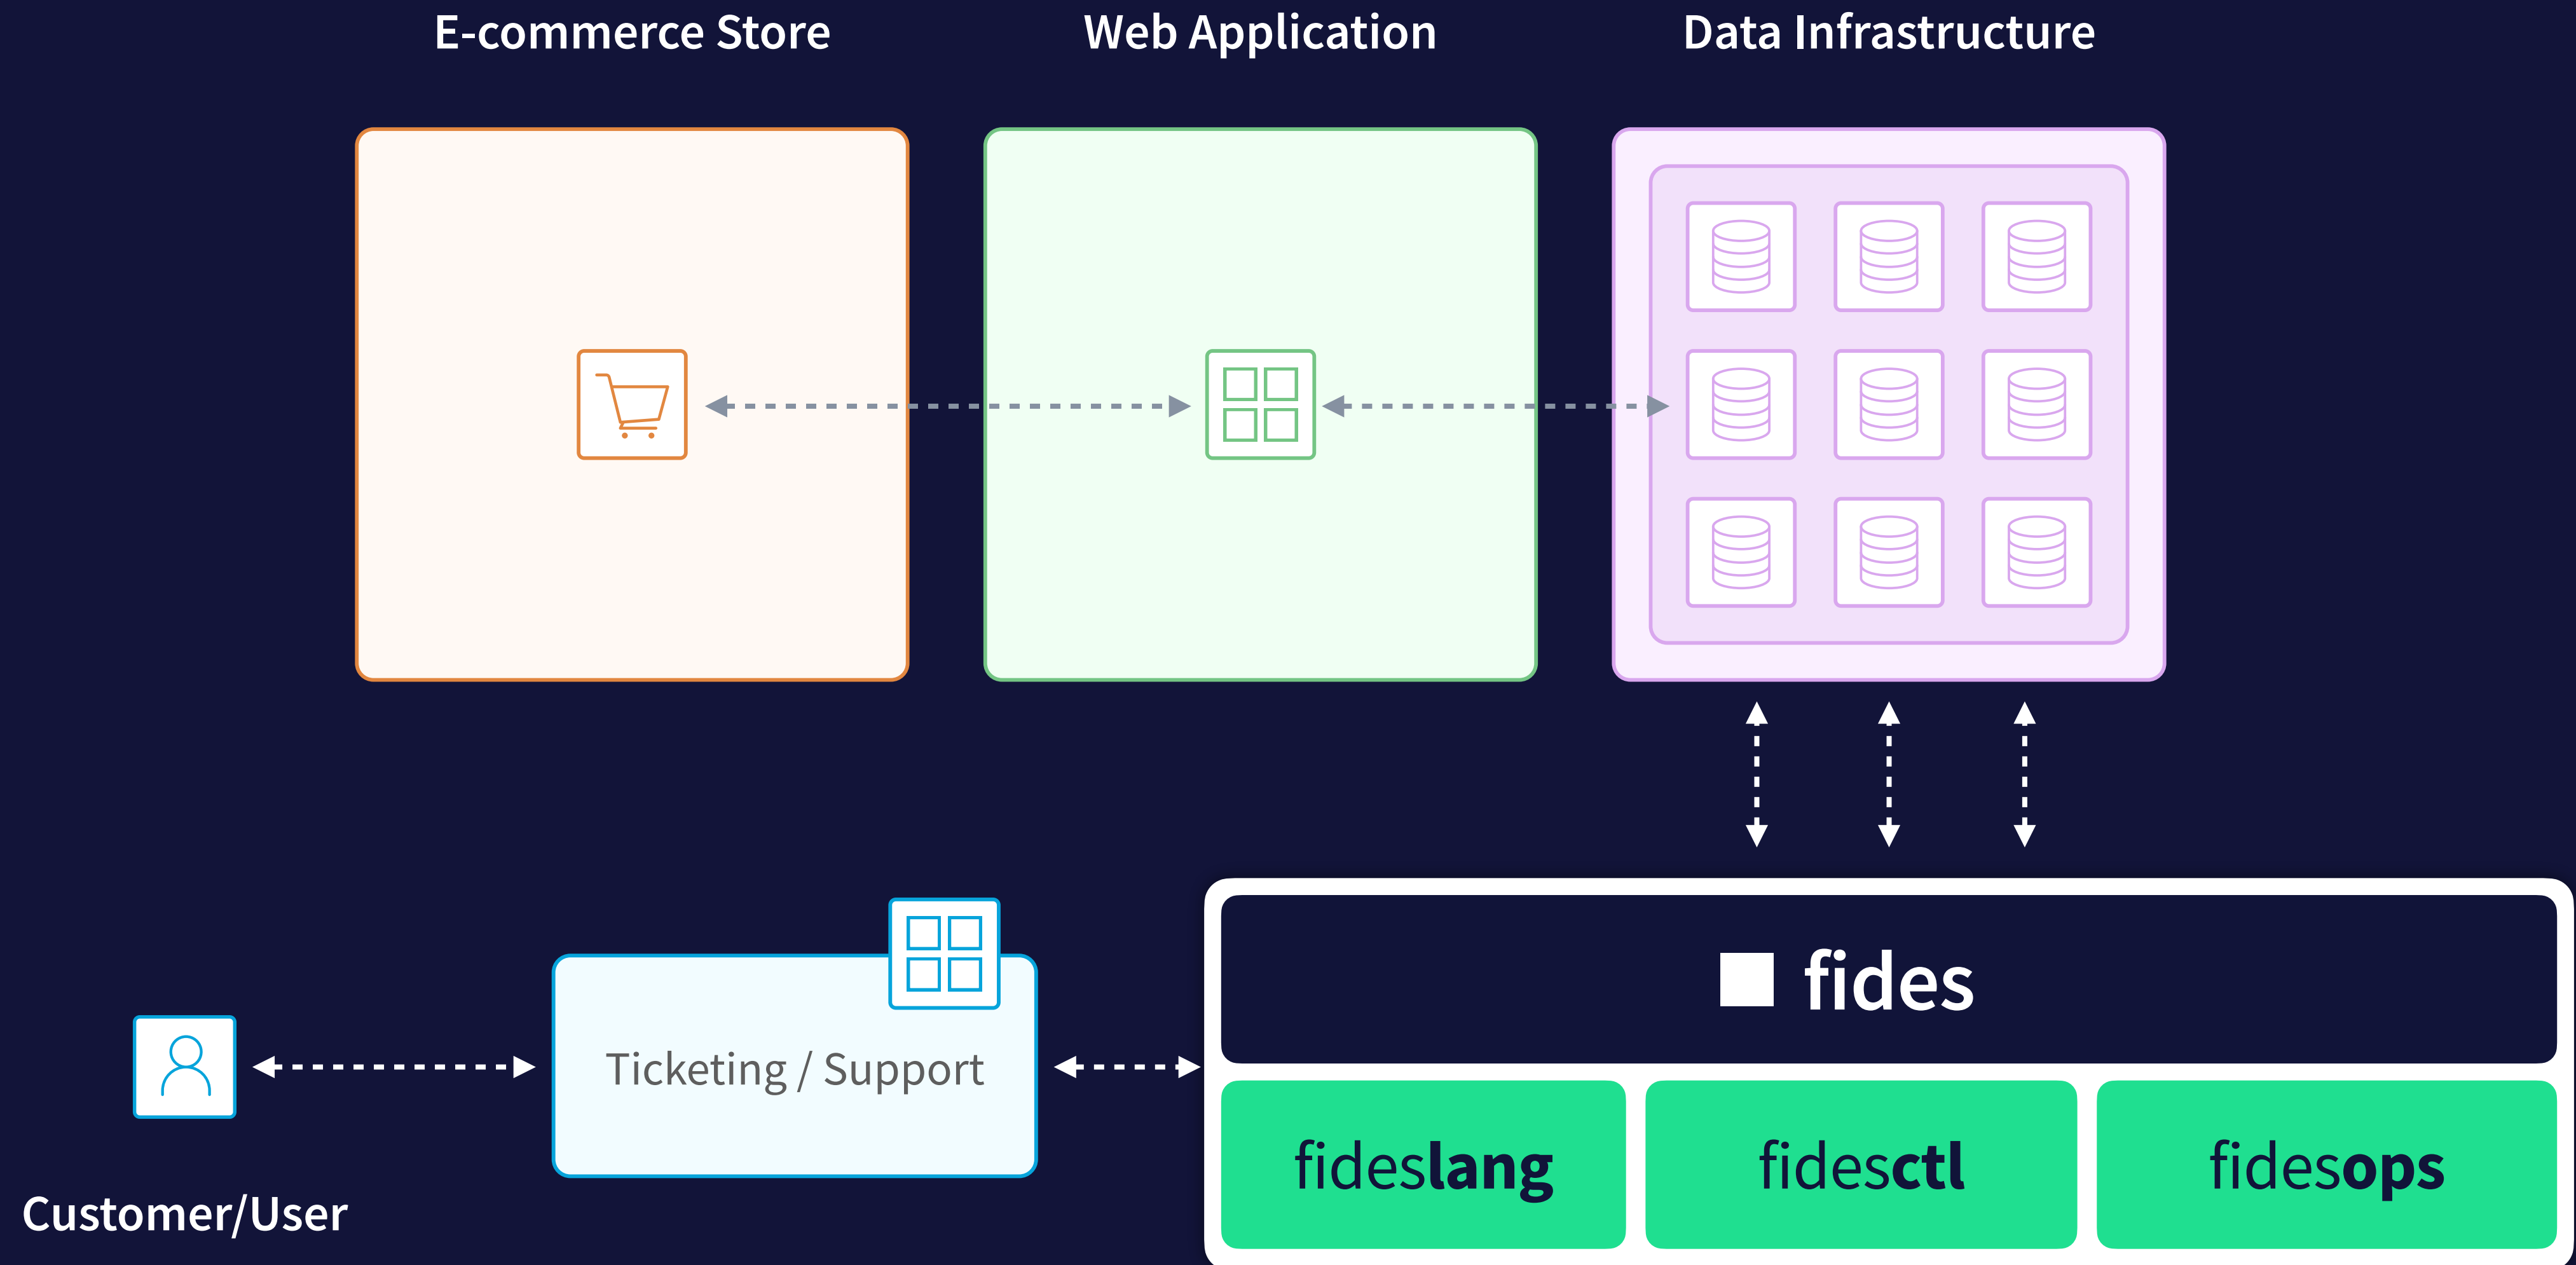 E-commerce Store
Web Application
Data Infrastructure
fides
Ticketing / Support
fideslang
fidesctl
fidesops
Customer/User